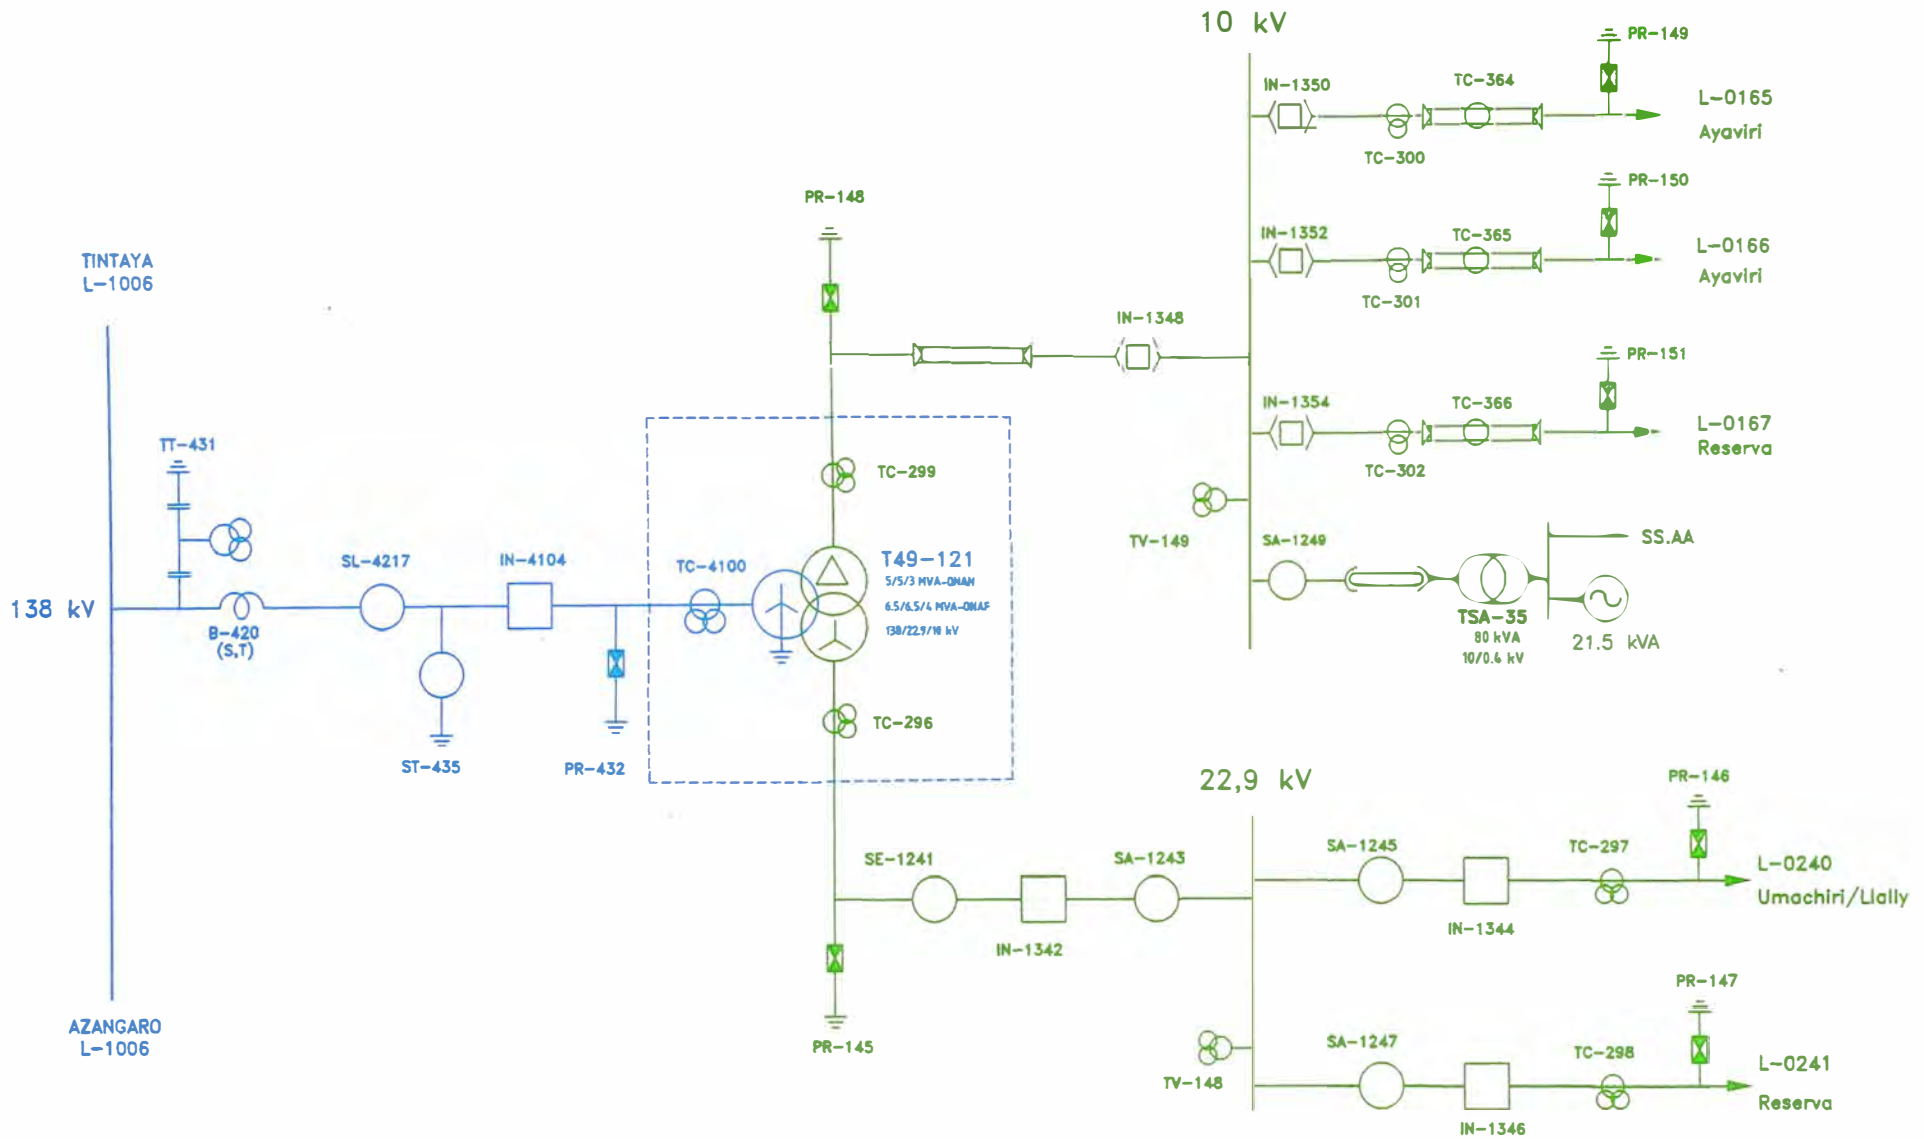 10 kV
PR-149
IN-1350
TC-364
L-0165
Ayaviri
TC-300
PR-150
IN-1352
TC-365
L-0166
Ayaviri
TC-301
PR-148
TINTAYA
L-1006
IN-1348
PR-151
IN-1354
TC-366
L-0167
Reserva
TC-302
TT-431
TC-299
TV-149
SA-1249
SS.AA
SL-4217
IN-4104
TC-4100
T49-121
5/5/3 MVA-ONAN
6.5/6.5/4 MVA-ONAF
138/22.9/10 kV
138 kV
B-420
(S,T)
TSA-35
80 kVA
10/0.4 kV
21.5 kVA
TC-296
ST-435
PR-432
22,9 kV
PR-146
SE-1241
SA-1243
SA-1245
TC-297
L-0240
Umachiri/Llally
IN-1342
IN-1344
PR-147
AZANGARO
L-1006
PR-145
TV-148
SA-1247
TC-298
L-0241
Reserva
IN-1346